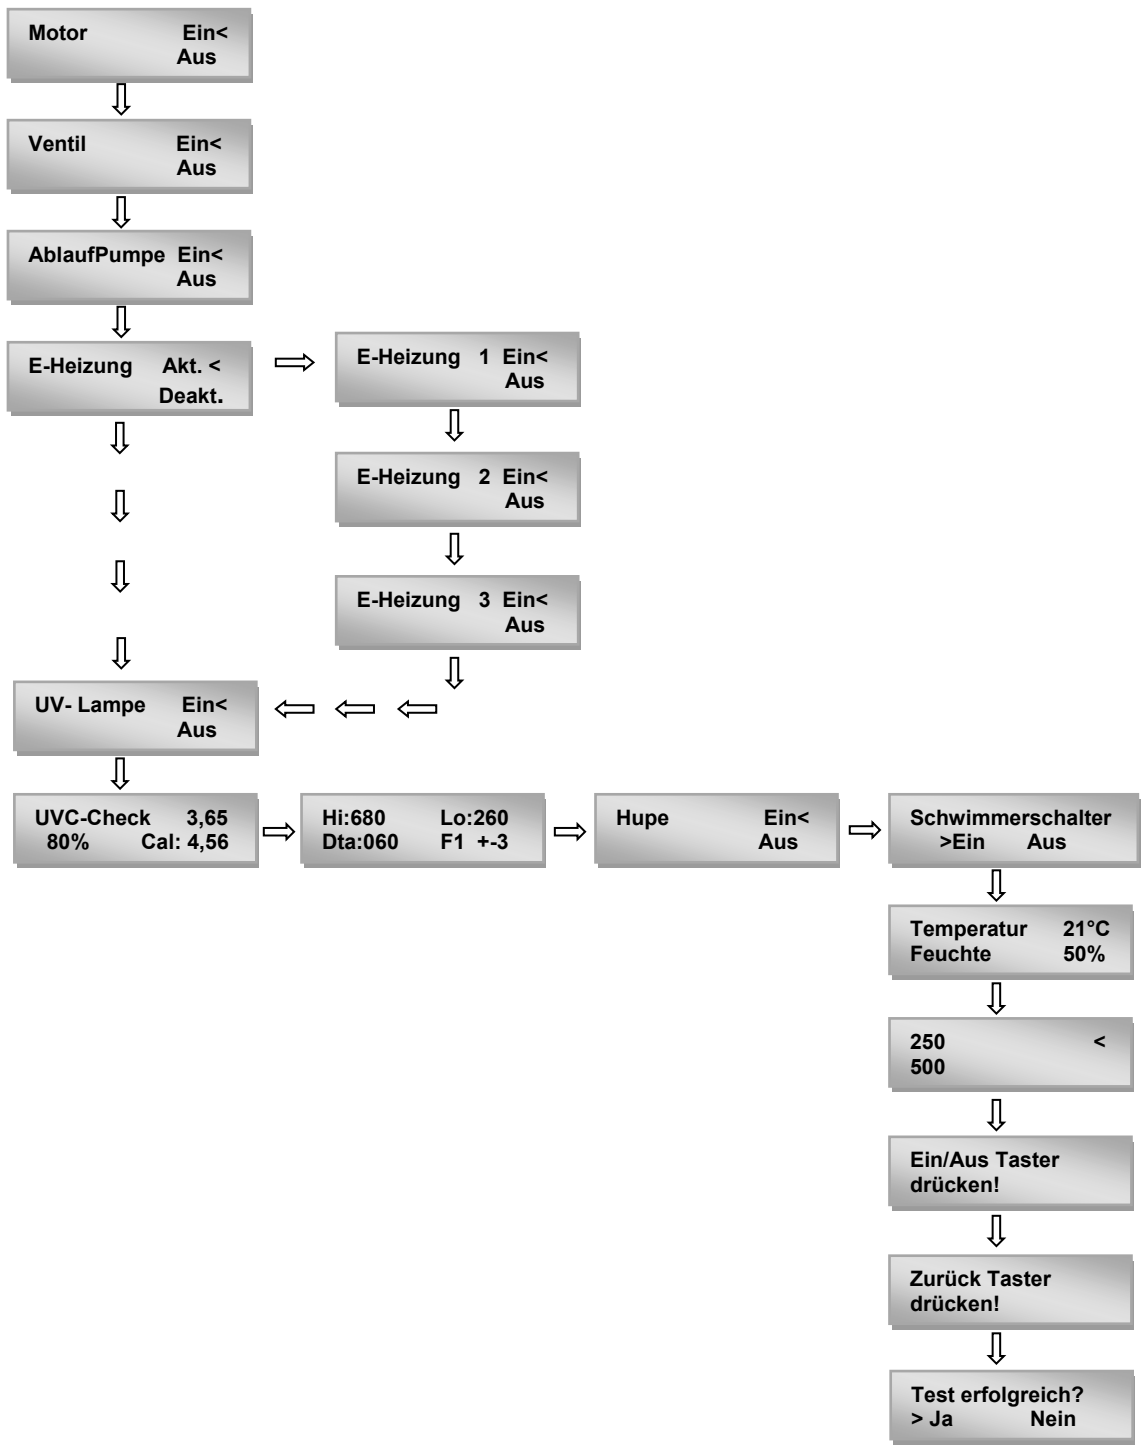 Motor Ein<
Aus
Ventil Ein<
Aus
AblaufPumpe Ein<
Aus
E-Heizung Akt. <
Deakt.
E-Heizung 1 Ein<
Aus
E-Heizung 2 Ein<
Aus
E-Heizung 3 Ein<
Aus
UV- Lampe Ein<
Aus
UVC-Check 3,65
80% Cal: 4,56
Hi:680 Lo:260
Dta:060 F1 +-3
Hupe Ein<
Aus
Schwimmerschalter
>Ein Aus
Temperatur 21°C
Feuchte 50%
250 <
500
Ein/Aus Taster
drücken!
Zurück Taster
drücken!
Test erfolgreich?
> Ja Nein